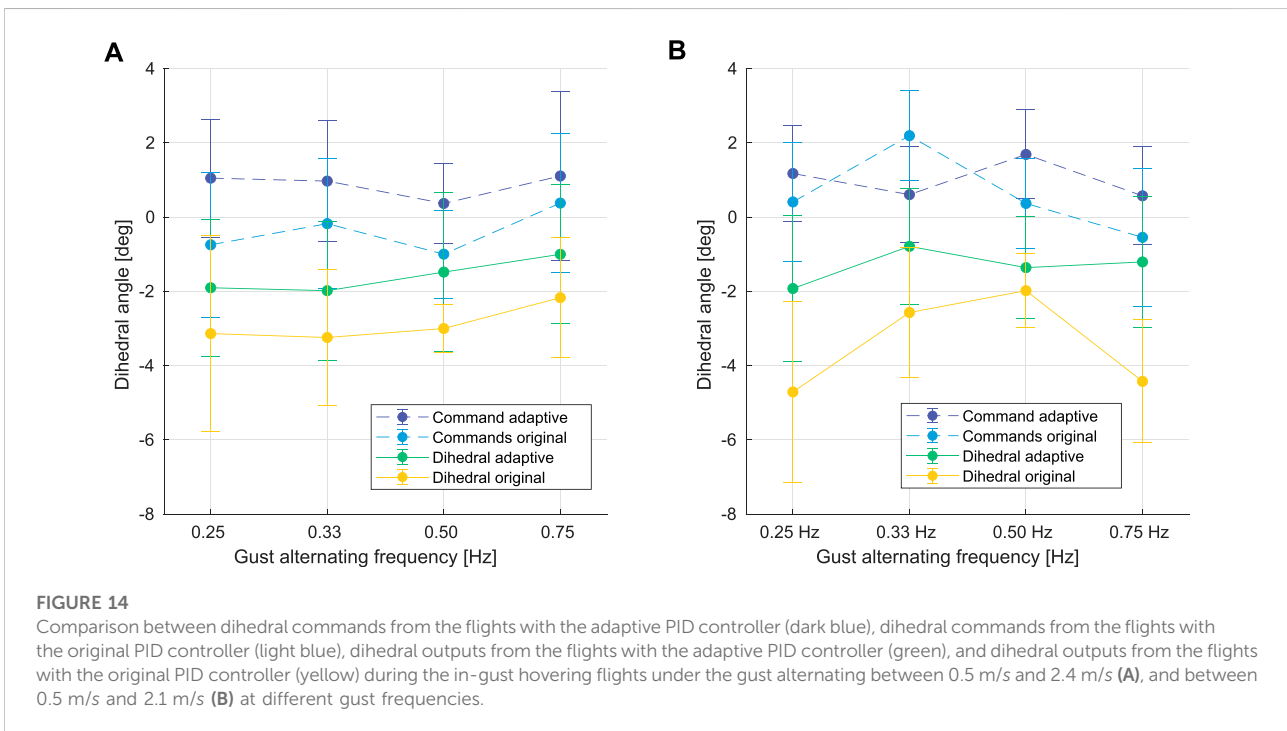 A
B
4
2
0
-2
-4
-6
-8
Dihedral angle [deg]
0.25
0.33
0.50
0.75
Gust alternating frequency [Hz]
Command adaptive
Commands original
Dihedral adaptive
Dihedral original
4
2
0
-2
-4
-6
-8
Dihedral angle [deg]
0.25 Hz
0.33 Hz
0.50 Hz
0.75 Hz
Gust alternating frequency [Hz]
Command adaptive
Commands original
Dihedral adaptive
Dihedral original
FIGURE 14
Comparison between dihedral commands from the flights with the adaptive PID controller (dark blue), dihedral commands from the flights with
the original PID controller (light blue), dihedral outputs from the flights with the adaptive PID controller (green), and dihedral outputs from the flights
with the original PID controller (yellow) during the in-gust hovering flights under the gust alternating between 0.5 m/s and 2.4 m/s (A), and between
0.5 m/s and 2.1 m/s (B) at different gust frequencies.